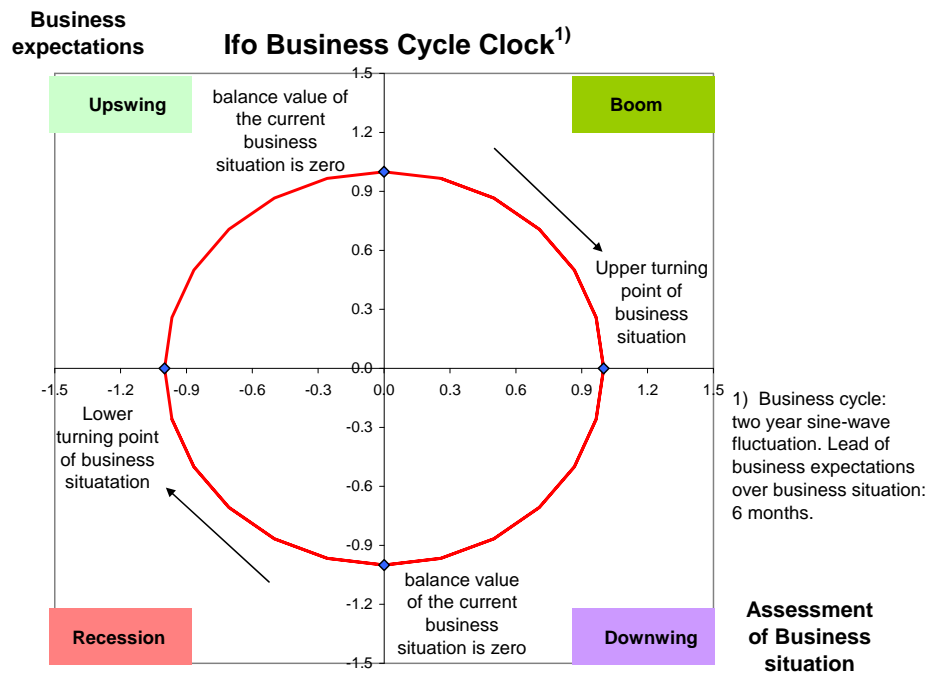 Business
expectations
Ifo Business Cycle Clock1)
Upswing
balance value of
the current
business
situation is zero
Boom
1.5
1.2
0.9
0.6
0.3
0.0
-0.3
-0.6
-0.9
-1.2
-1.5
-1.5 -1.2 -0.9 -0.6 -0.3 0.0 0.3 0.6 0.9 1.2 1.5
Upper turning
point of
business
situation
Lower
turning point
of business
situatation
1) Business cycle:
two year sine-wave
fluctuation. Lead of
business expectations
over business situation:
6 months.
balance value
of the current
business
situation is zero
Recession
Downwing
Assessment
of Business
situation